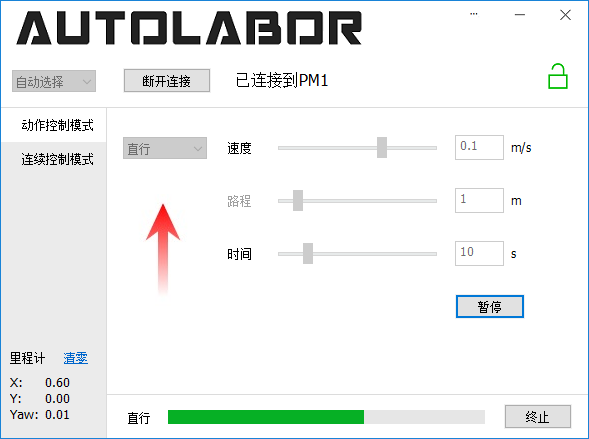 AUTOLABOR
自动选择 断开连接 已连接到PM1
动作控制模式
连续控制模式
直行 速度 0.1 m/s
路程 1 m
时间 10 s
暂停
里程计 清零
X: 0.60
Y: 0.00
Yaw: 0.01
直行 终止